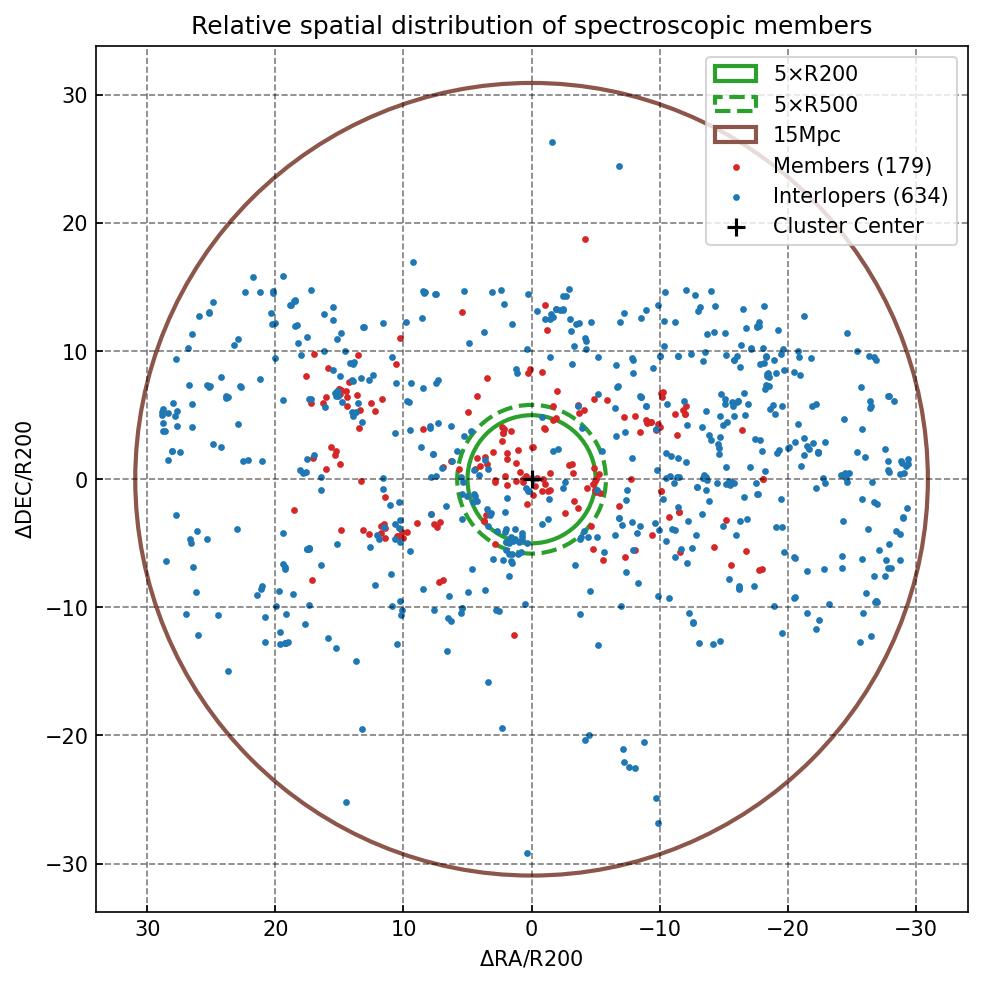 Relative spatial distribution of spectroscopic members
5×R200
5×R500
15Mpc
Members (179)
Interlopers (634)
Cluster Center
ΔDEC/R200
30
20
10
0
−10
−20
−30
30 20 10 0 −10 −20 −30
ΔRA/R200